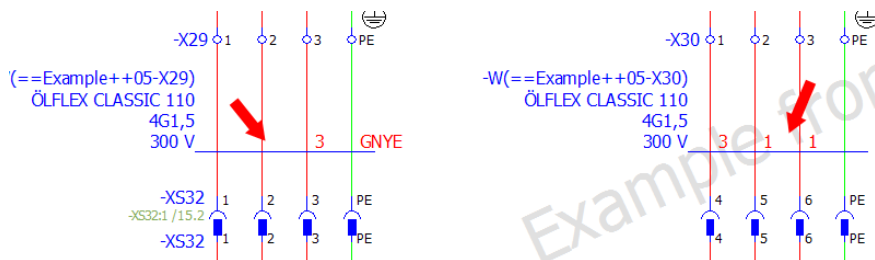 -X29 1 2 3 PE
(==Example++05-X29)
ÖLFLEX CLASSIC 110
4G1,5
300 V 3 GNYE
-XS32 1 2 3 PE
-XS32:1 /15.2
-XS32 1 2 3 PE
-X30 1 2 3 PE
-W(==Example++05-X30)
ÖLFLEX CLASSIC 110
4G1,5
300 V 3 1 1
4 5 6 PE
4 5 6 PE
Example from